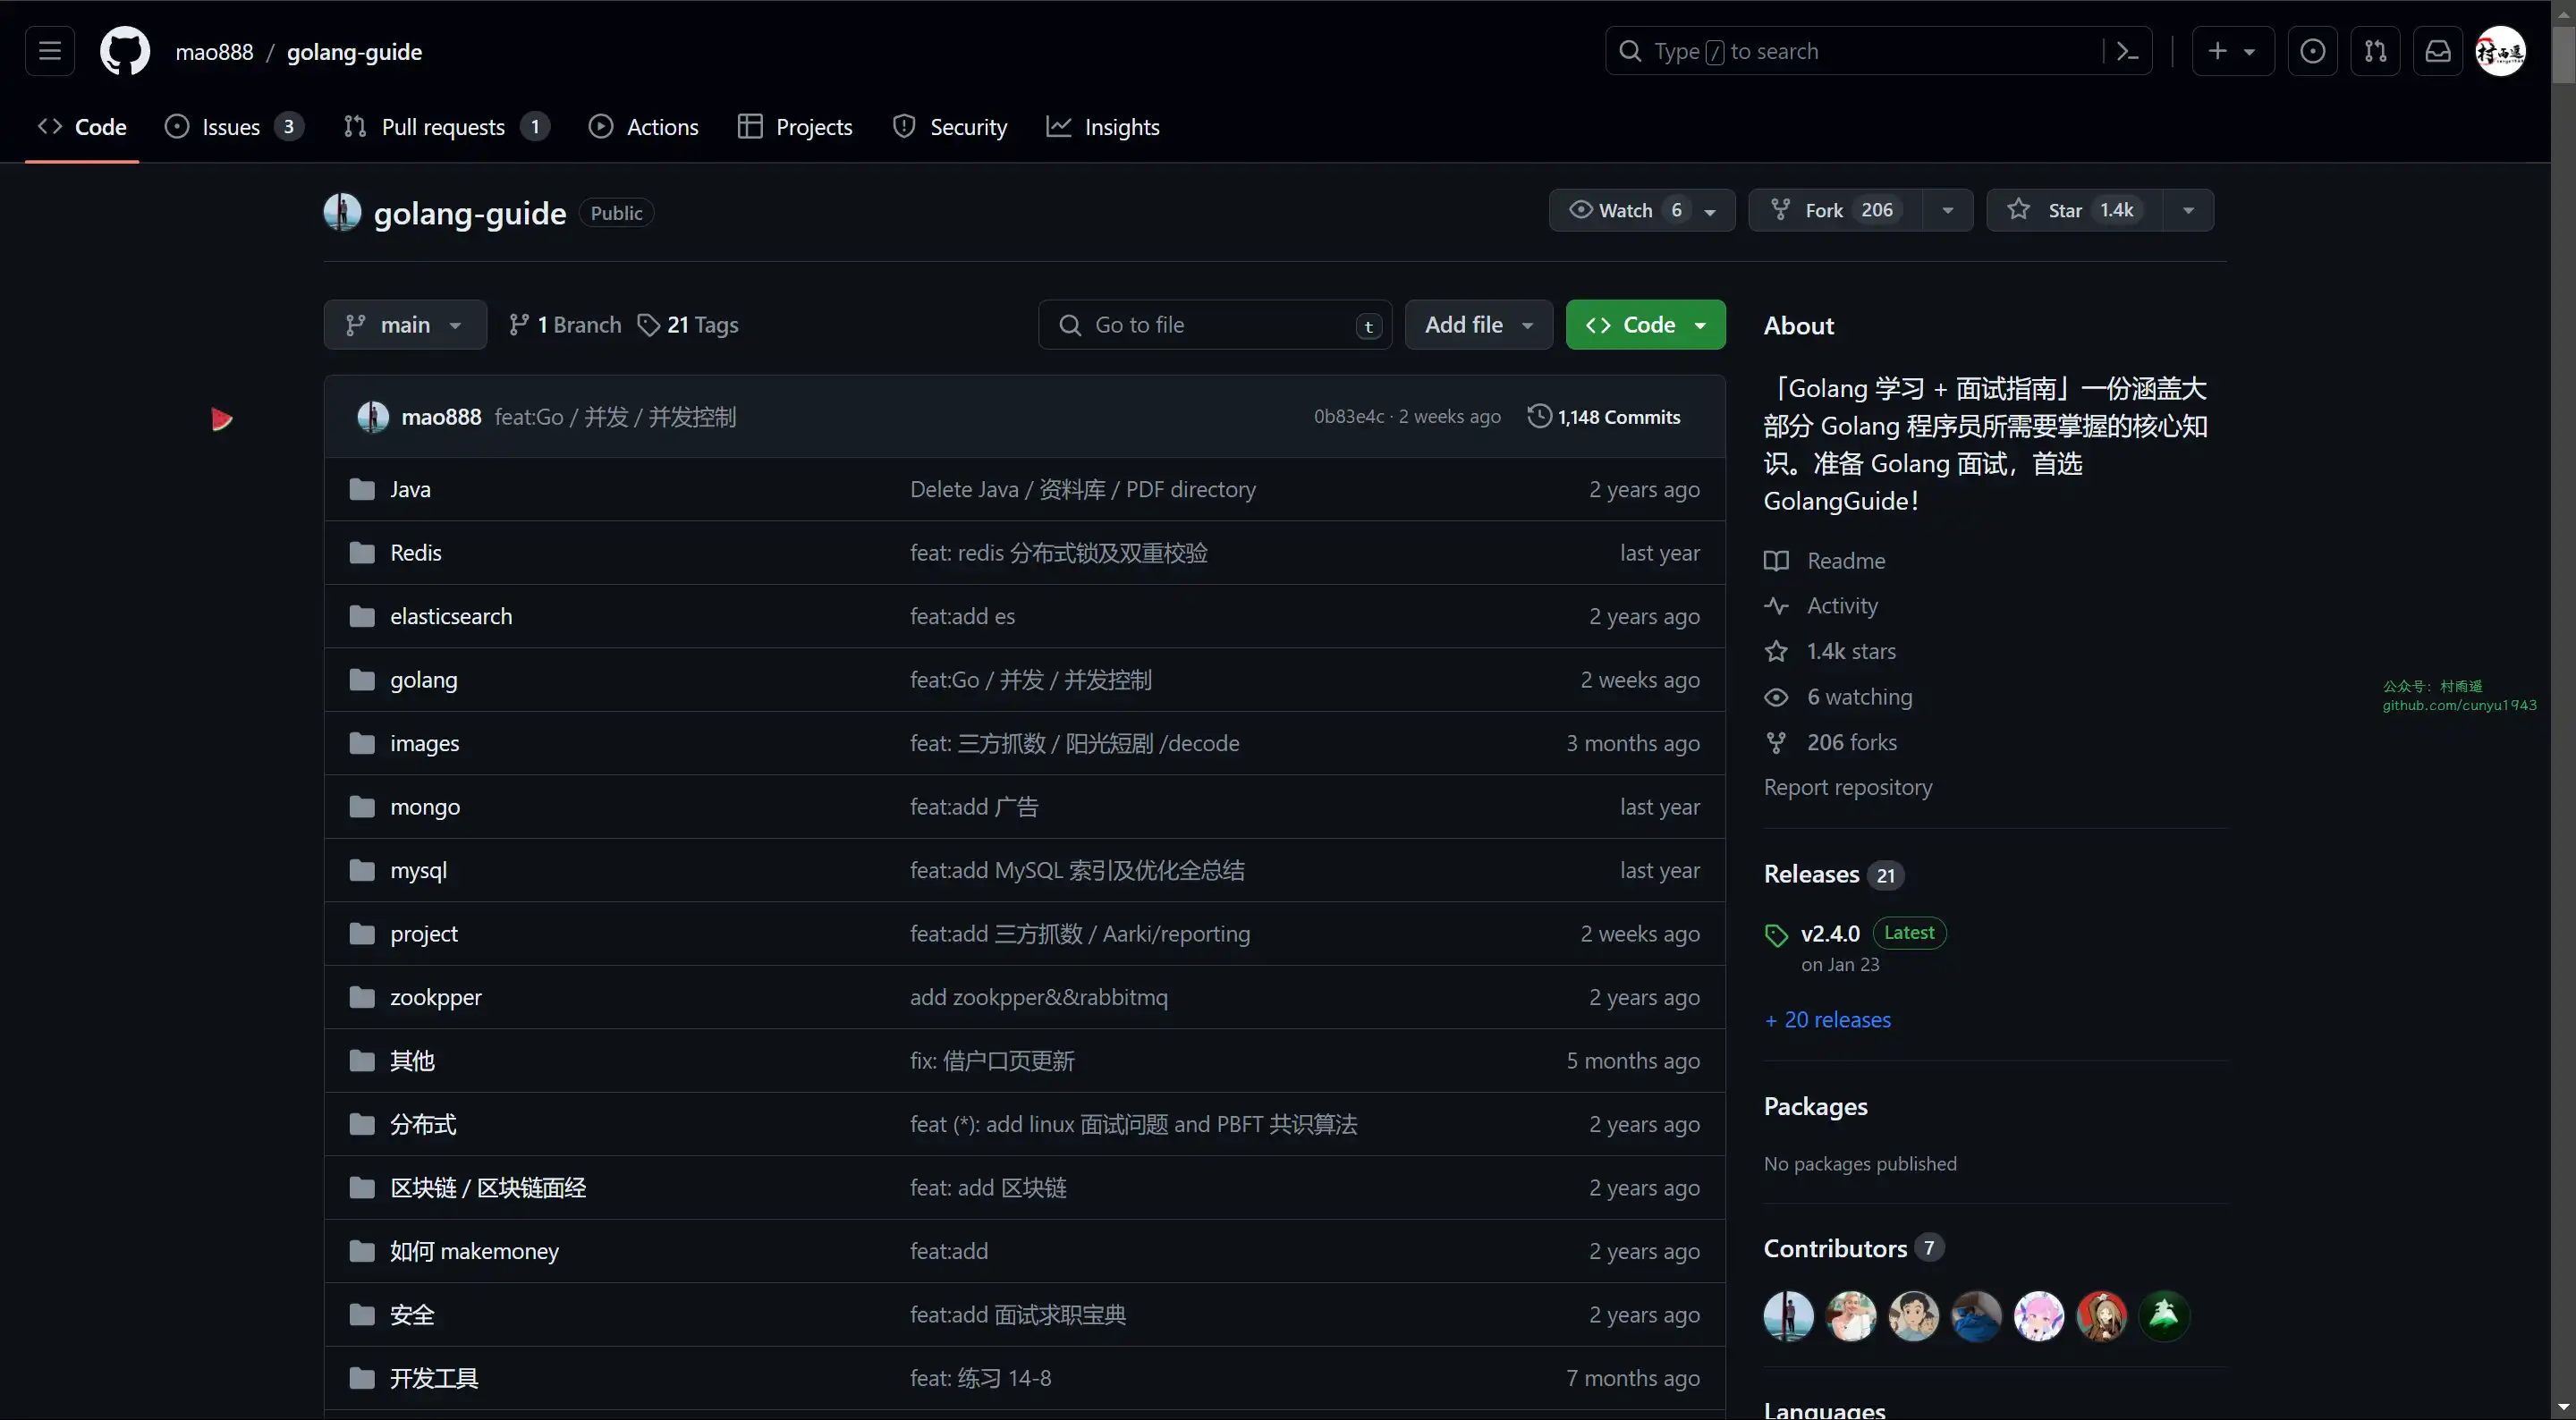 mao888 / golang-guide
Type / to search
Code
Issues 3
Pull requests 1
Actions
Projects
Security
Insights
golang-guide Public
Watch 6
Fork 206
Star 1.4k
main
1 Branch
21 Tags
Go to file t
Add file
Code
mao888 feat:Go / 并发 / 并发控制 0b83e4c · 2 weeks ago 1,148 Commits
Java Delete Java / 资料库 / PDF directory 2 years ago
Redis feat: redis 分布式锁及双重校验 last year
elasticsearch feat:add es 2 years ago
golang feat:Go / 并发 / 并发控制 2 weeks ago
images feat: 三方抓数 / 阳光短剧 /decode 3 months ago
mongo feat:add 广告 last year
mysql feat:add MySQL 索引及优化全总结 last year
project feat:add 三方抓数 / Aarki/reporting 2 weeks ago
zookpper add zookpper&&rabbitmq 2 years ago
其他 fix: 借户口页更新 5 months ago
分布式 feat (*): add linux 面试问题 and PBFT 共识算法 2 years ago
区块链 / 区块链面经 feat: add 区块链 2 years ago
如何 makemoney feat:add 2 years ago
安全 feat:add 面试求职宝典 2 years ago
开发工具 feat: 练习 14-8 7 months ago
About
「Golang 学习 + 面试指南」一份涵盖大
部分 Golang 程序员所需要掌握的核心知
识。准备 Golang 面试，首选
GolangGuide！
Readme
Activity
1.4k stars
6 watching
206 forks
Report repository
Releases 21
v2.4.0 Latest
on Jan 23
+ 20 releases
Packages
No packages published
Contributors 7
Languages
公众号：村雨遥
github.com/cunyu1943